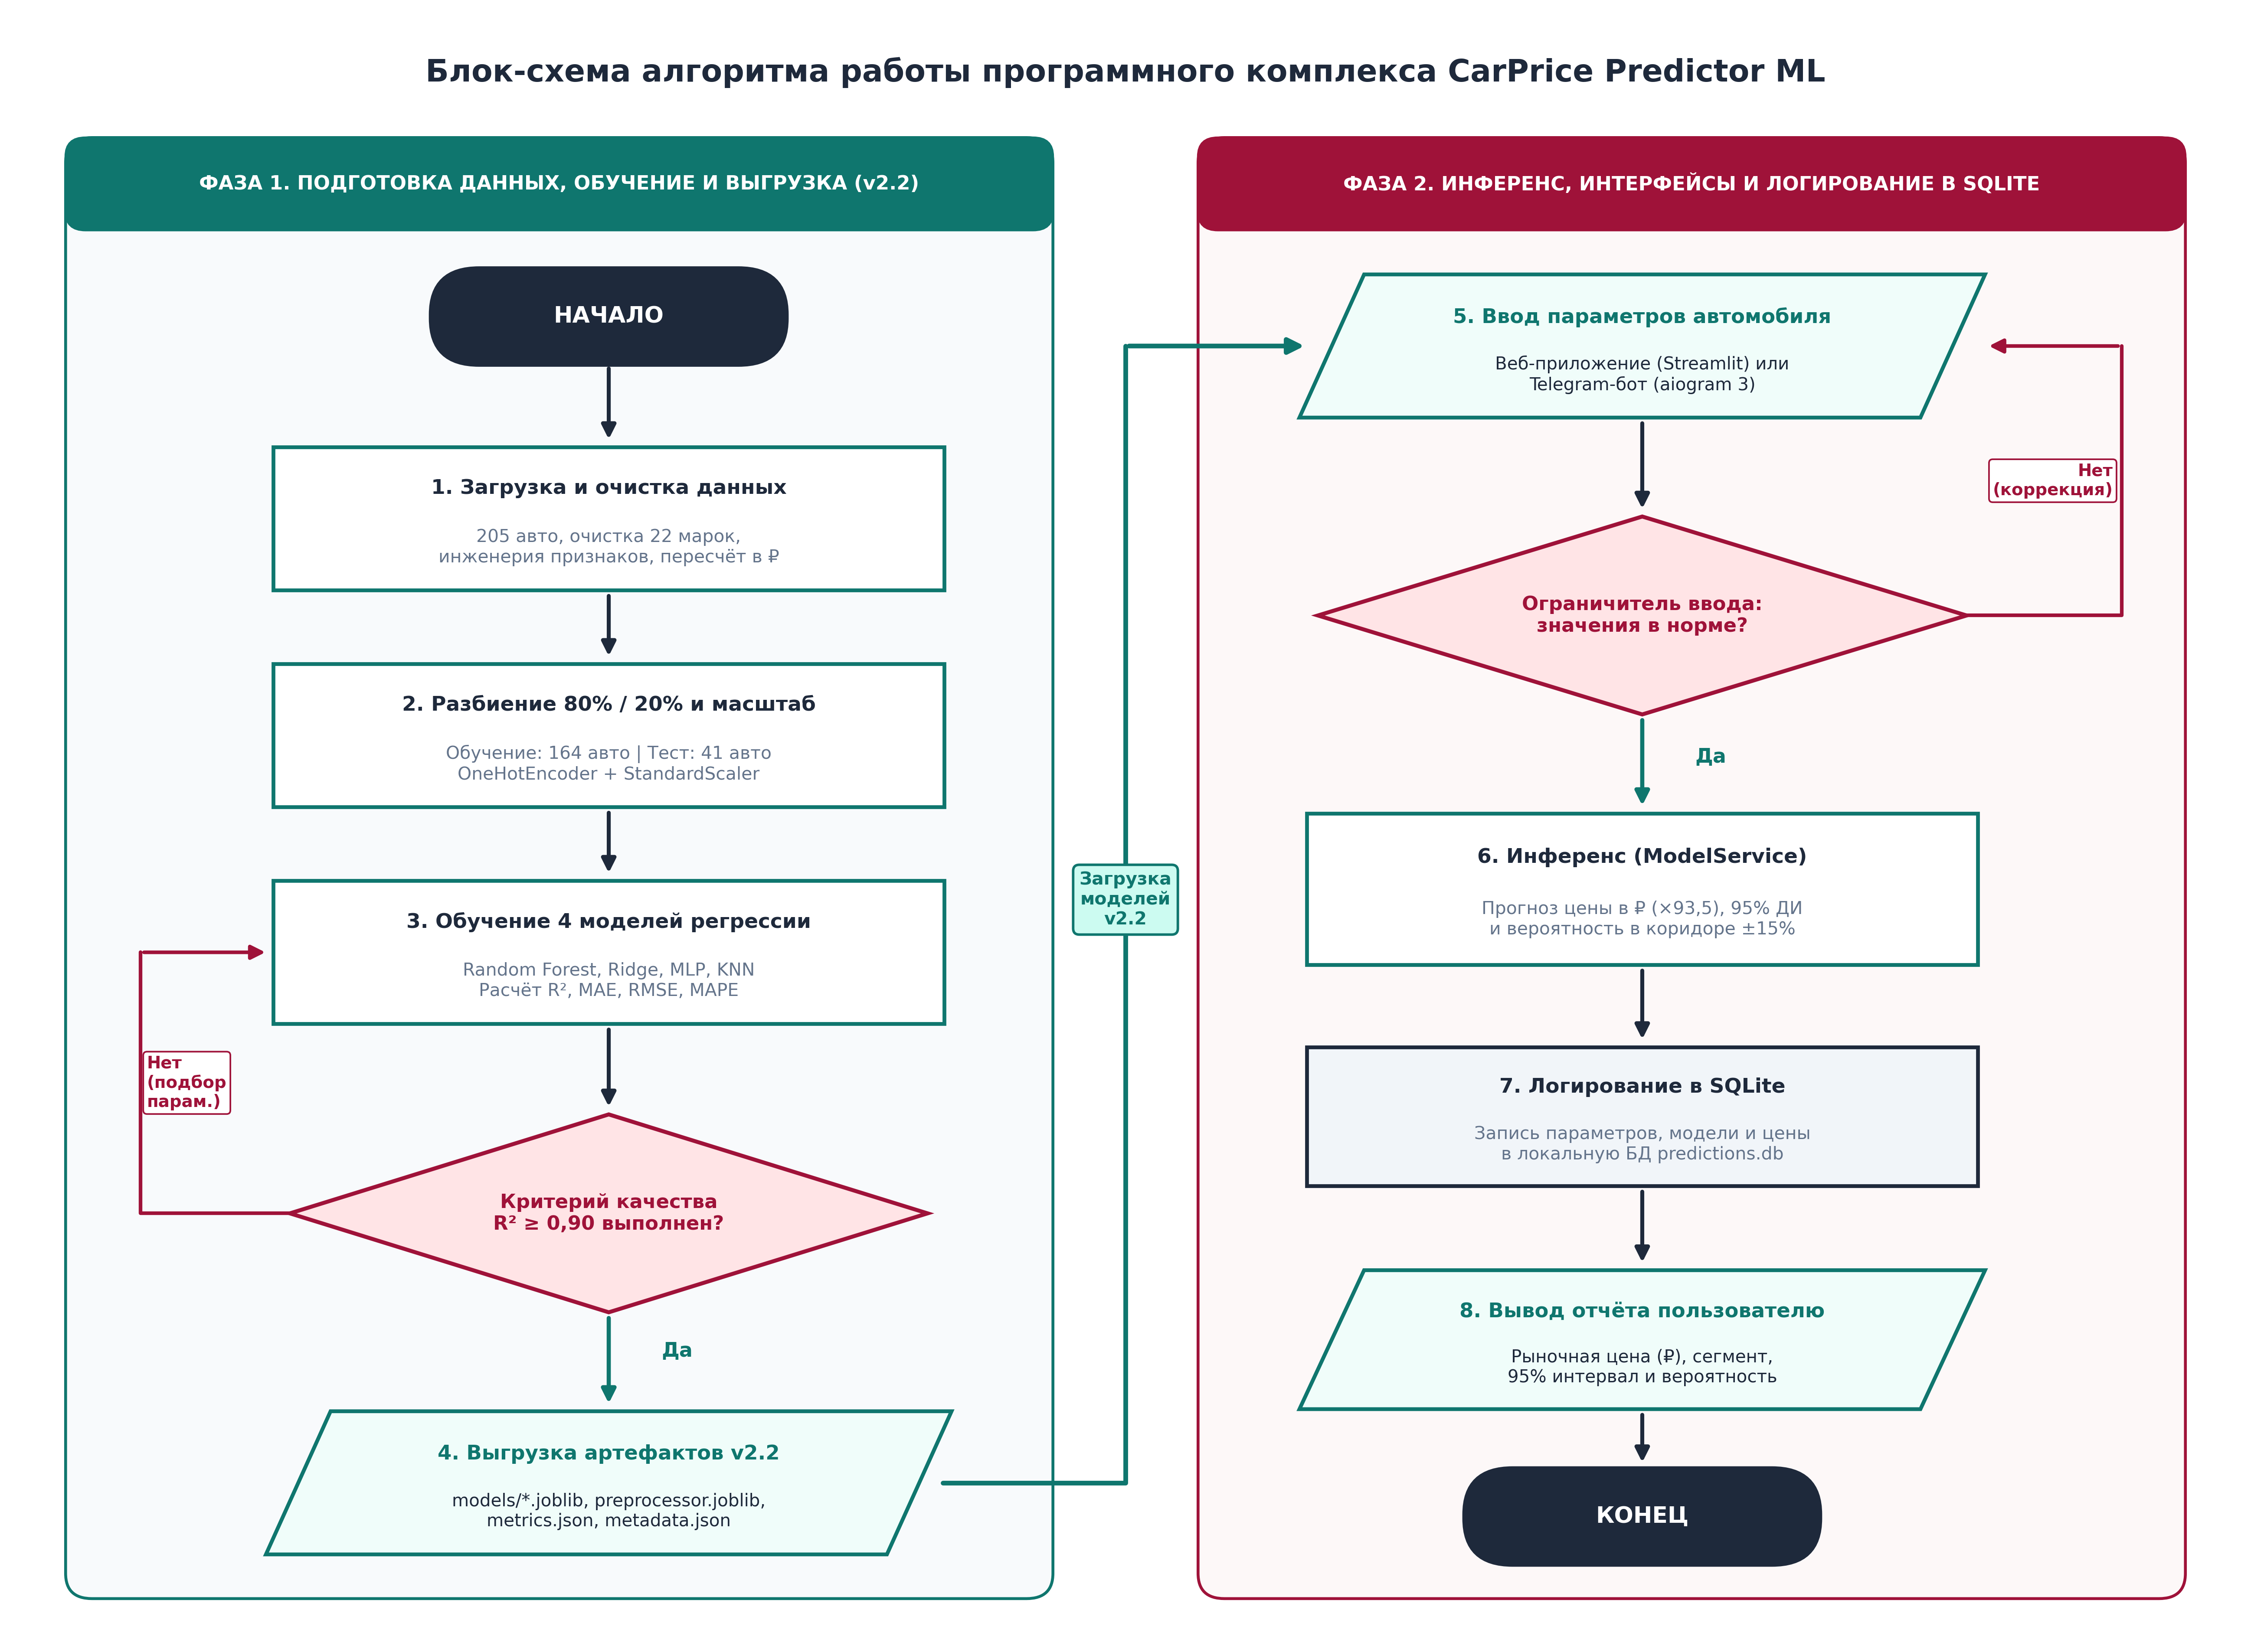 Блок-схема алгоритма работы программного комплекса CarPrice Predictor ML
ФАЗА 1. ПОДГОТОВКА ДАННЫХ, ОБУЧЕНИЕ И ВЫГРУЗКА (v2.2)
НАЧАЛО
1. Загрузка и очистка данных
205 авто, очистка 22 марок,
инженерия признаков, пересчёт в ₽
2. Разбиение 80% / 20% и масштаб
Обучение: 164 авто | Тест: 41 авто
OneHotEncoder + StandardScaler
3. Обучение 4 моделей регрессии
Random Forest, Ridge, MLP, KNN
Расчёт R², MAE, RMSE, MAPE
Нет
(подбор
парам.)
Критерий качества
R² ≥ 0,90 выполнен?
Да
4. Выгрузка артефактов v2.2
models/*.joblib, preprocessor.joblib,
metrics.json, metadata.json
Загрузка
моделей
v2.2
ФАЗА 2. ИНФЕРЕНС, ИНТЕРФЕЙСЫ И ЛОГИРОВАНИЕ В SQLITE
5. Ввод параметров автомобиля
Веб-приложение (Streamlit) или
Telegram-бот (aiogram 3)
Нет
(коррекция)
Ограничитель ввода:
значения в норме?
Да
6. Инференс (ModelService)
Прогноз цены в ₽ (×93,5), 95% ДИ
и вероятность в коридоре ±15%
7. Логирование в SQLite
Запись параметров, модели и цены
в локальную БД predictions.db
8. Вывод отчёта пользователю
Рыночная цена (₽), сегмент,
95% интервал и вероятность
КОНЕЦ